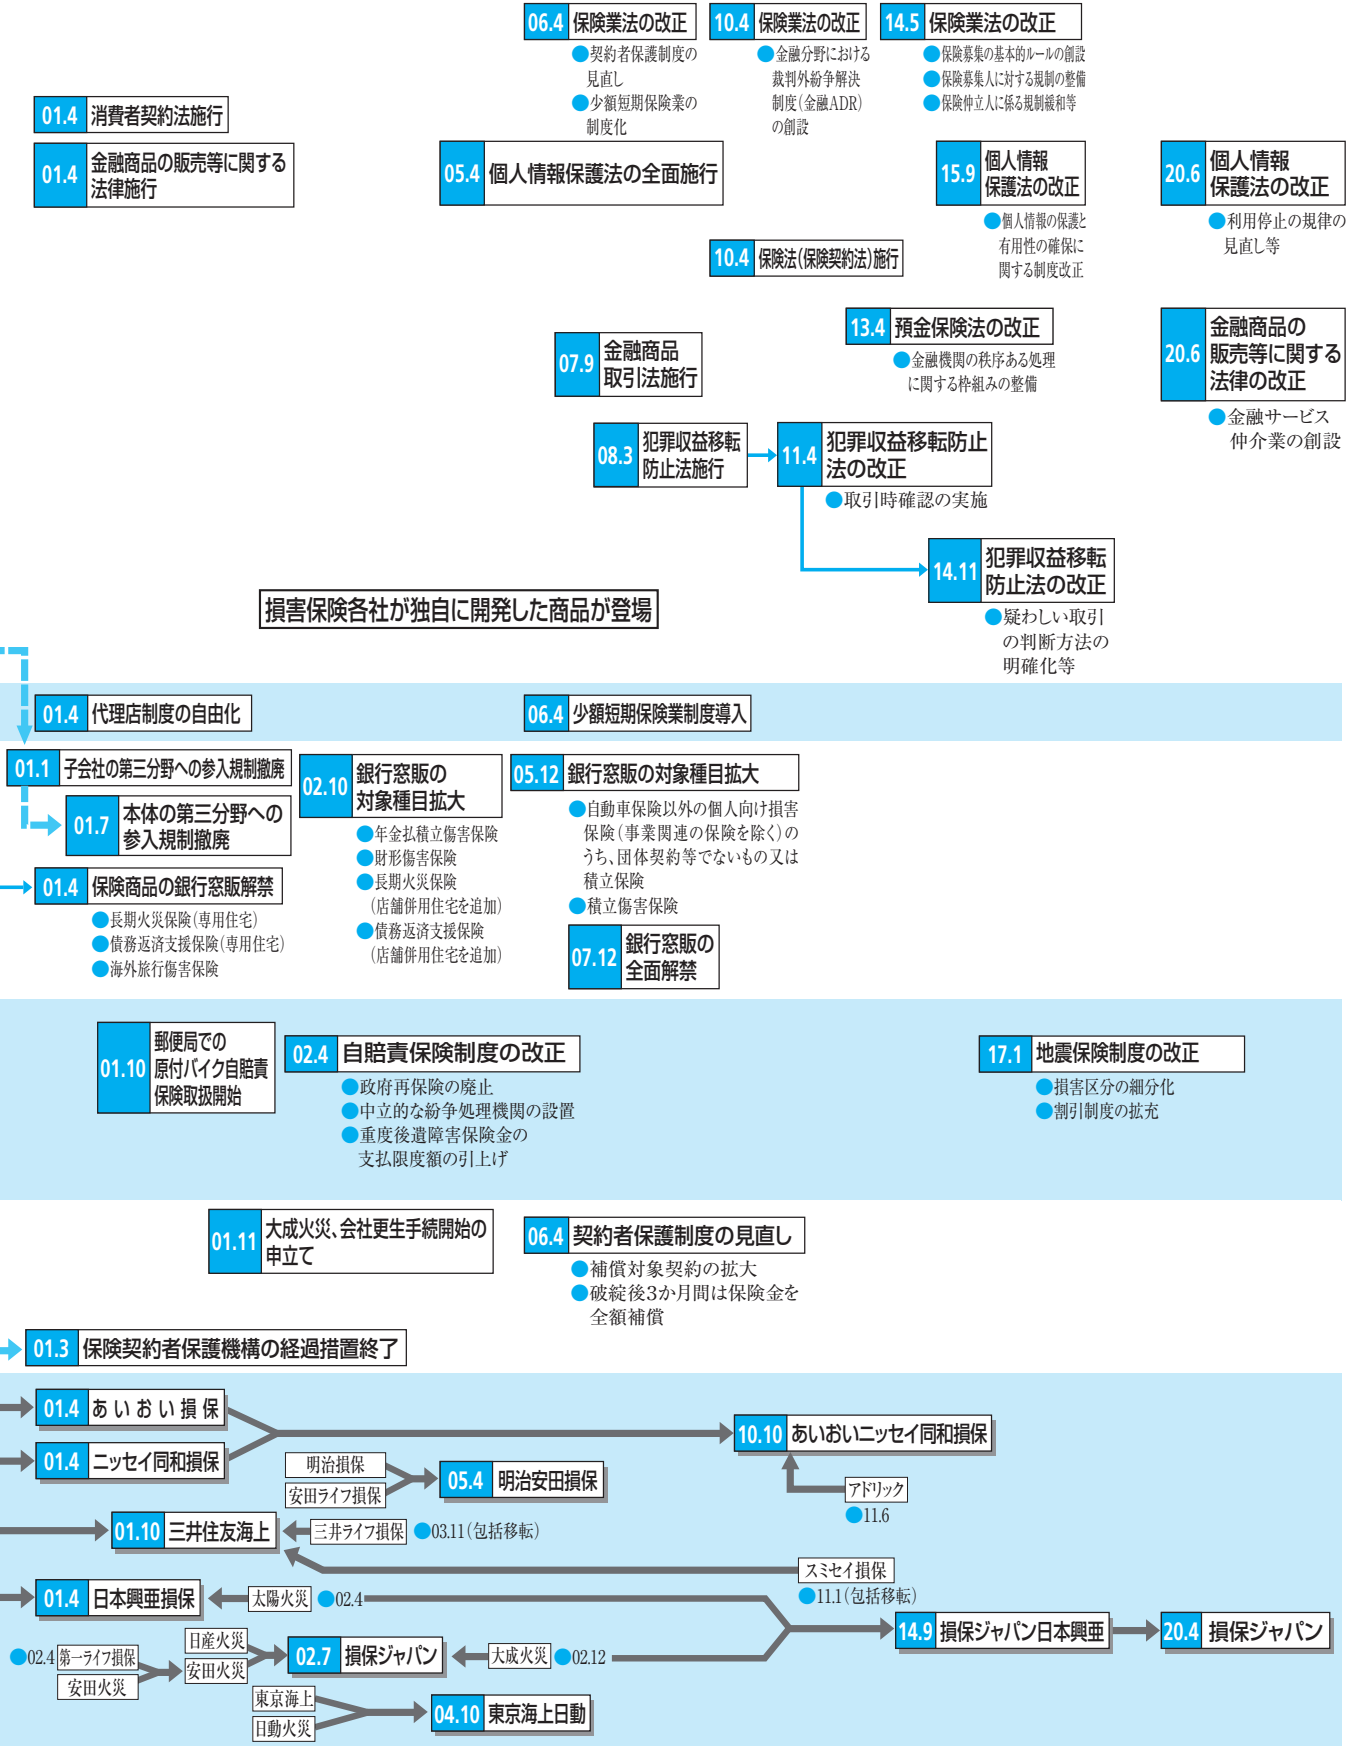 06.4 保険業法の改正
●契約者保護制度の
見直し
●少額短期保険業の
制度化
10.4 保険業法の改正
●金融分野における
裁判外紛争解決
制度(金融ADR)
の創設
14.5 保険業法の改正
●保険募集の基本的ルールの創設
●保険募集人に対する規制の整備
●保険仲立人に係る規制緩和等
01.4 消費者契約法施行
01.4 金融商品の販売等に関する
法律施行
05.4 個人情報保護法の全面施行
15.9 個人情報
保護法の改正
●個人情報の保護と
有用性の確保に
関する制度改正
20.6 個人情報
保護法の改正
●利用停止の規律の
見直し等
10.4 保険法(保険契約法)施行
13.4 預金保険法の改正
●金融機関の秩序ある処理
に関する枠組みの整備
07.9 金融商品
取引法施行
20.6 金融商品の
販売等に関する
法律の改正
●金融サービス
仲介業の創設
08.3 犯罪収益移転
防止法施行
11.4 犯罪収益移転防止
法の改正
●取引時確認の実施
14.11 犯罪収益移転
防止法の改正
●疑わしい取引
の判断方法の
明確化等
損害保険各社が独自に開発した商品が登場
01.4 代理店制度の自由化
06.4 少額短期保険業制度導入
01.1 子会社の第三分野への参入規制撤廃
01.7 本体の第三分野への
参入規制撤廃
01.4 保険商品の銀行窓販解禁
●長期火災保険(専用住宅)
●債務返済支援保険(専用住宅)
●海外旅行傷害保険
02.10 銀行窓販の
対象種目拡大
●年金払積立傷害保険
●財形傷害保険
●長期火災保険
(店舗併用住宅を追加)
●債務返済支援保険
(店舗併用住宅を追加)
05.12 銀行窓販の対象種目拡大
●自動車保険以外の個人向け損害
保険(事業関連の保険を除く)の
うち、団体契約等でないもの又は
積立保険
●積立傷害保険
07.12 銀行窓販の
全面解禁
01.10 郵便局での
原付バイク自賠責
保険取扱開始
02.4 自賠責保険制度の改正
●政府再保険の廃止
●中立的な紛争処理機関の設置
●重度後遺障害保険金の
支払限度額の引上げ
17.1 地震保険制度の改正
●損害区分の細分化
●割引制度の拡充
01.11 大成火災、会社更生手続開始の
申立て
06.4 契約者保護制度の見直し
●補償対象契約の拡大
●破綻後3か月間は保険金を
全額補償
01.3 保険契約者保護機構の経過措置終了
01.4 あいおい損保
10.10 あいおいニッセイ同和損保
01.4 ニッセイ同和損保
明治損保
安田ライフ損保
05.4 明治安田損保
アドリック
●11.6
01.10 三井住友海上
三井ライフ損保 ●03.11(包括移転)
スミセイ損保
●11.1(包括移転)
01.4 日本興亜損保
太陽火災 ●02.4
14.9 損保ジャパン日本興亜
20.4 損保ジャパン
●02.4 第一ライフ損保
安田火災
日産火災
安田火災
02.7 損保ジャパン
大成火災 ●02.12
東京海上
日動火災
04.10 東京海上日動